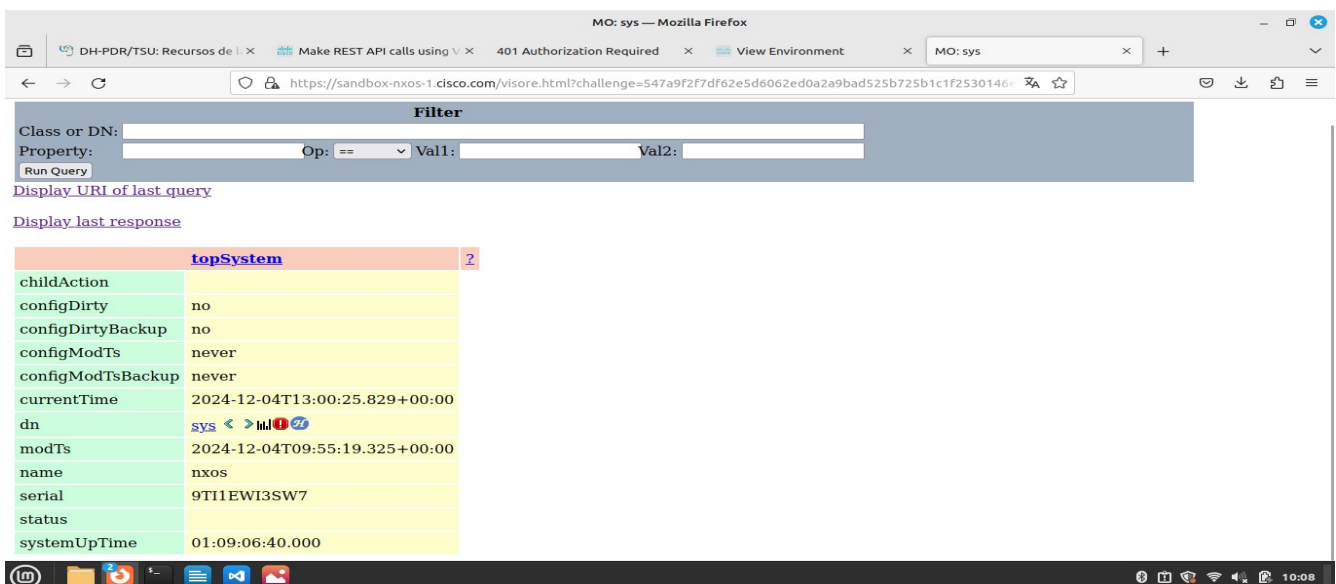 MO: sys — Mozilla Firefox
DH-PDR/TSU: Recursos de l
Make REST API calls using V
401 Authorization Required
View Environment
MO: sys
https://sandbox-nxos-1.cisco.com/visore.html?challenge=547a9f2f7df62e5d6062ed0a2a9bad525b725b1c1f2530146e
Filter
Class or DN:
Property: Op: == Val1: Val2:
Run Query
Display URI of last query
Display last response
topSystem ?
childAction
configDirty no
configDirtyBackup no
configModTs never
configModTsBackup never
currentTime 2024-12-04T13:00:25.829+00:00
dn sys
modTs 2024-12-04T09:55:19.325+00:00
name nxos
serial 9TI1EWI3SW7
status
systemUpTime 01:09:06:40.000
2
10:08